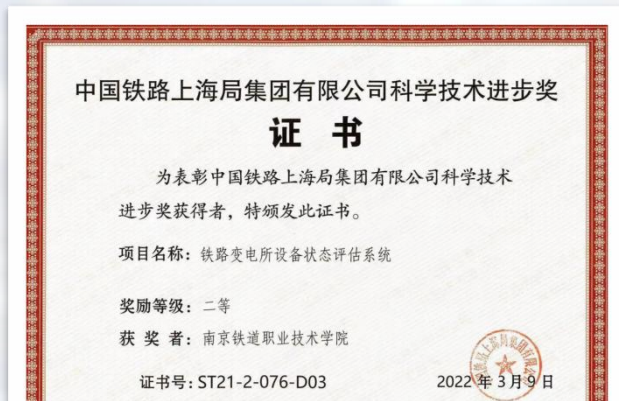 中国铁路上海局集团有限公司科学技术进步奖
证 书
为表彰中国铁路上海局集团有限公司科学技术
进步奖获得者，特颁发此证书。
项目名称：铁路变电所设备状态评估系统
奖励等级：二等
获 奖 者：南京铁道职业技术学院
证书号：ST21-2-076-D03
2022 年 3 月 9 日